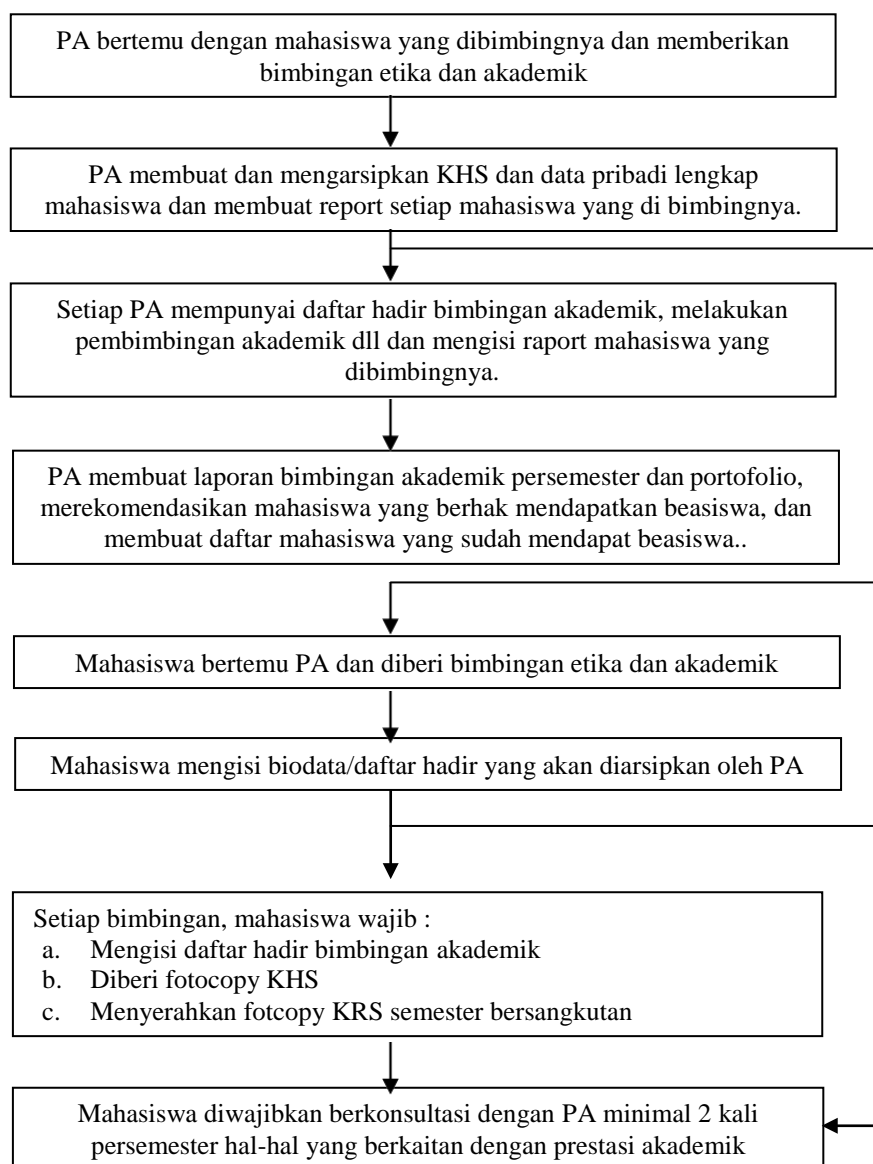 PA bertemu dengan mahasiswa yang dibimbingnya dan memberikan
bimbingan etika dan akademik
PA membuat dan mengarsipkan KHS dan data pribadi lengkap
mahasiswa dan membuat report setiap mahasiswa yang di bimbingnya.
Setiap PA mempunyai daftar hadir bimbingan akademik, melakukan
pembimbingan akademik dll dan mengisi raport mahasiswa yang
dibimbingnya.
PA membuat laporan bimbingan akademik persemester dan portofolio,
merekomendasikan mahasiswa yang berhak mendapatkan beasiswa, dan
membuat daftar mahasiswa yang sudah mendapat beasiswa..
Mahasiswa bertemu PA dan diberi bimbingan etika dan akademik
Mahasiswa mengisi biodata/daftar hadir yang akan diarsipkan oleh PA
Setiap bimbingan, mahasiswa wajib :
a. Mengisi daftar hadir bimbingan akademik
b. Diberi fotocopy KHS
c. Menyerahkan fotcopy KRS semester bersangkutan
Mahasiswa diwajibkan berkonsultasi dengan PA minimal 2 kali
persemester hal-hal yang berkaitan dengan prestasi akademik